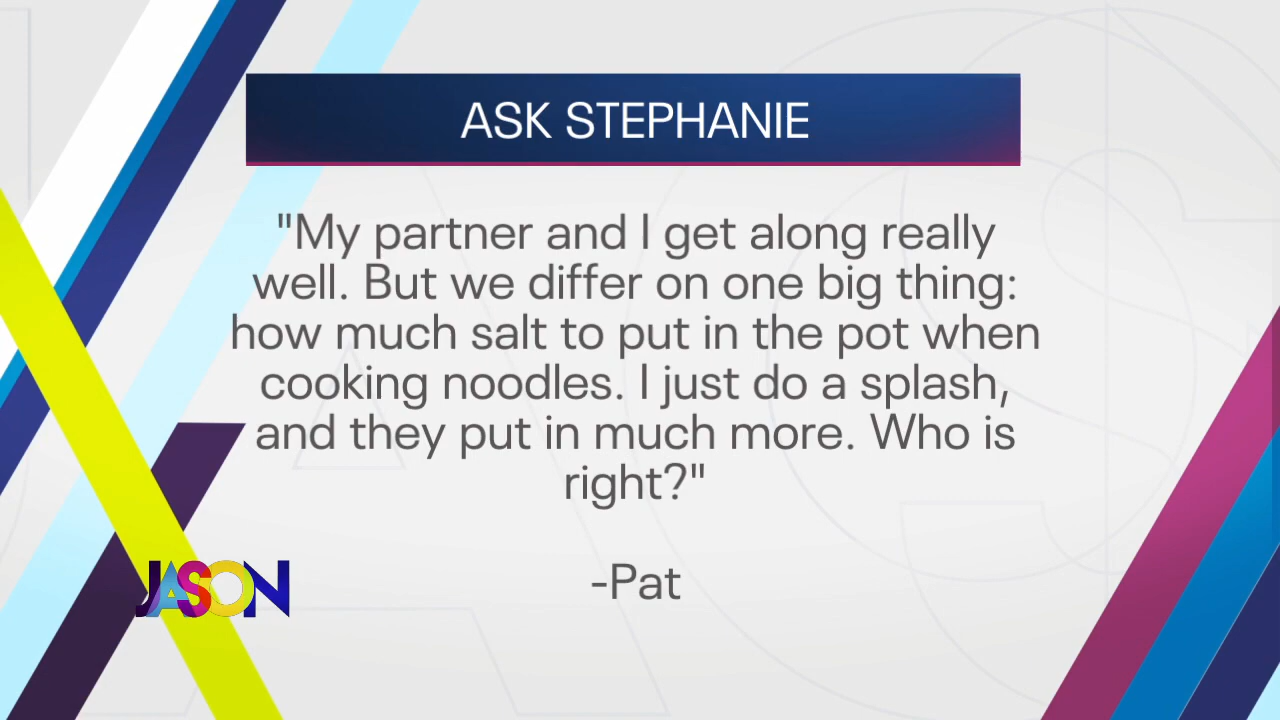 ASK STEPHANIE
"My partner and I get along really
well. But we differ on one big thing:
how much salt to put in the pot when
cooking noodles. I just do a splash,
and they put in much more. Who is
right?"
-Pat
JASON